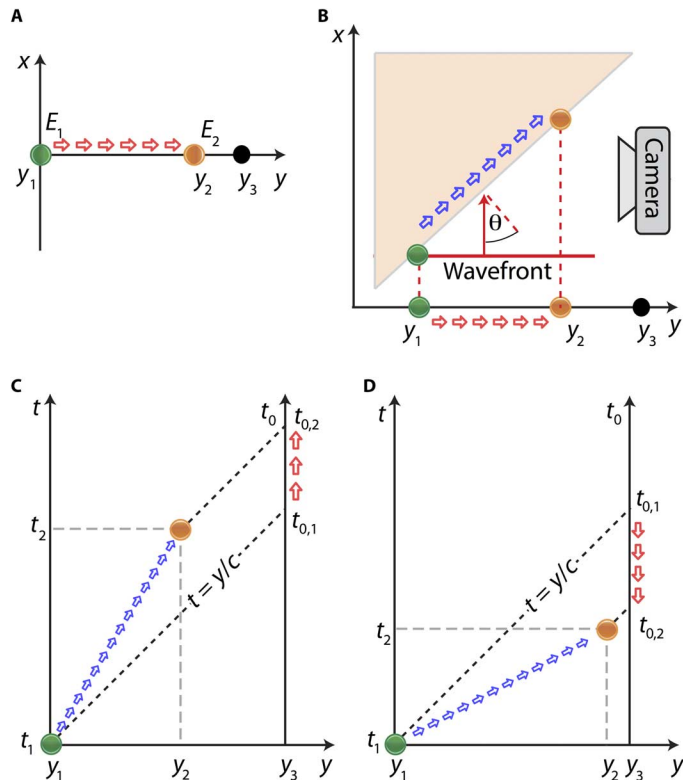 A
x
E1
E2
y1
y2
y3
y
B
x
Camera
θ
Wavefront
y1
y2
y3
y
C
t
t0
t0,2
t0,1
t2
t = y/c
t1
y1
y2
y3
y
D
t
t0
t0,1
t = y/c
t2
t0,2
t1
y1
y2
y3
y